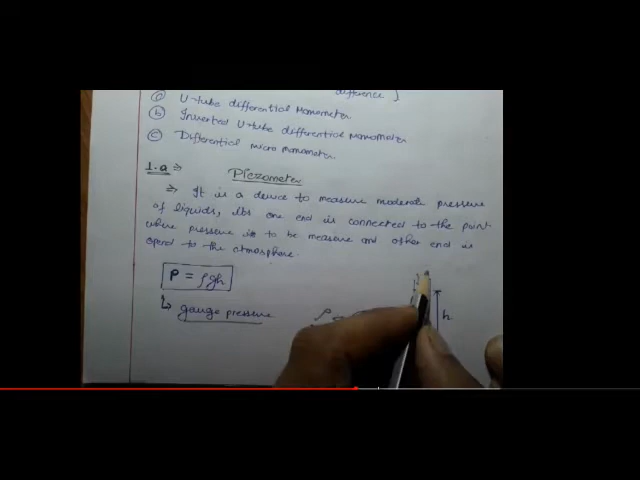 difference }
ⓐ U-tube differential Manometer
ⓑ Inverted U-tube differential Manometer
ⓒ Differential micro manometer.
1.a ⇒ Piezometer
⇒ It is a device to measure moderate pressure
of liquids, Its one end is connected to the point
where pressure is to be measure and other end is
opend to the atmosphere.
P = ρgh
↳ gauge pressure
h